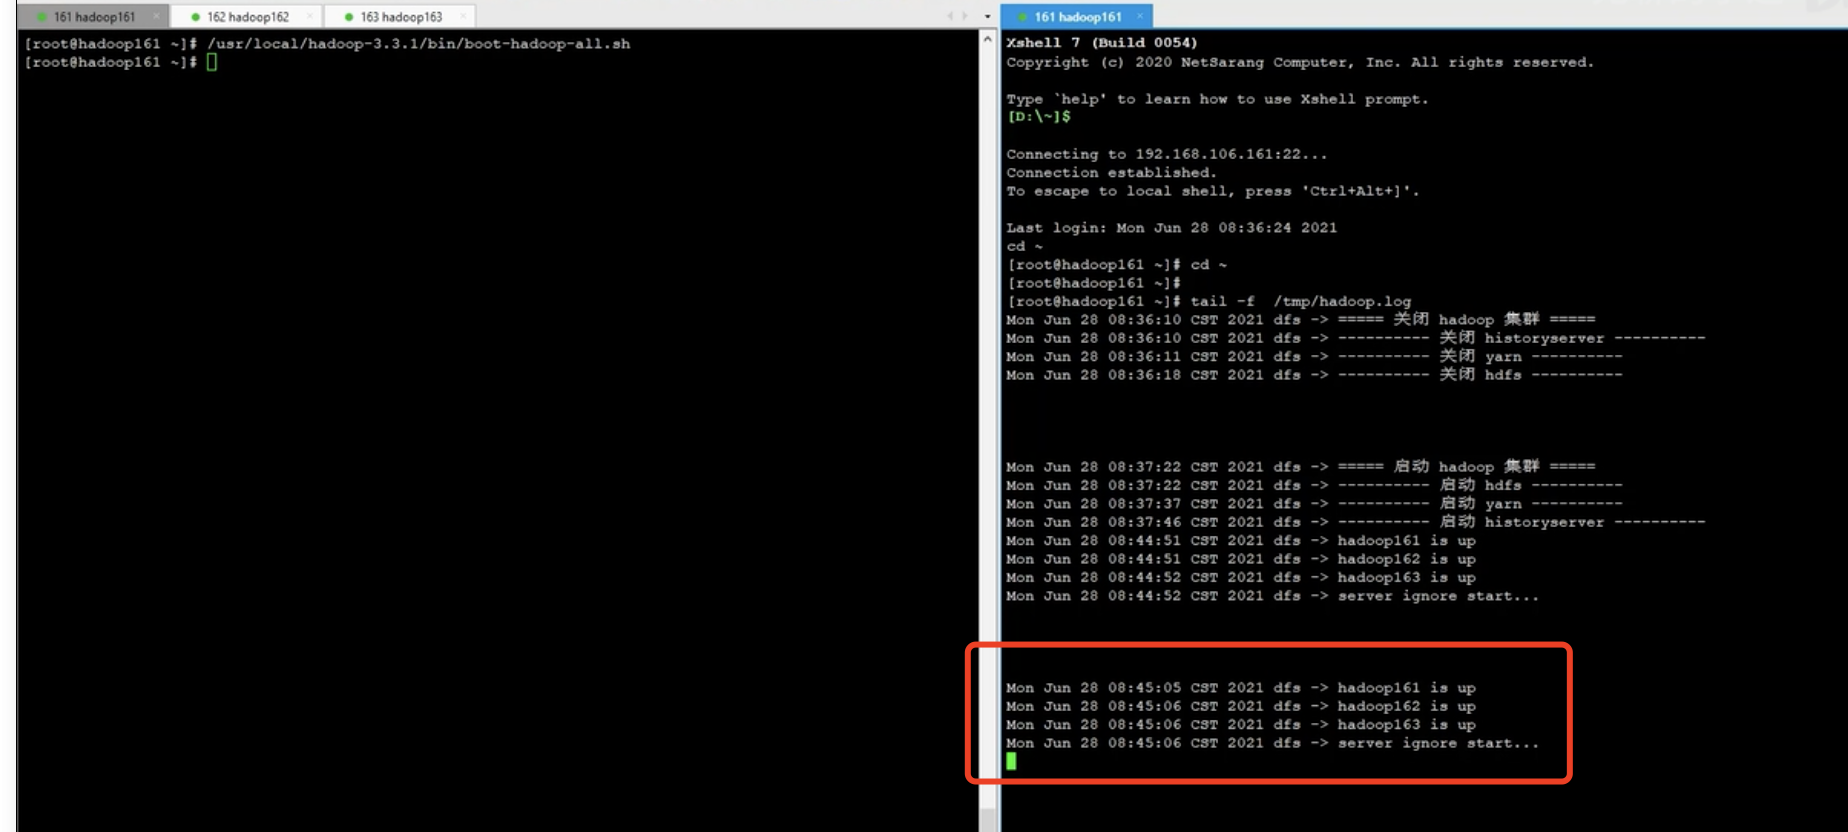 161 hadoop161
162 hadoop162
163 hadoop163
[root@hadoop161 ~]# /usr/local/hadoop-3.3.1/bin/boot-hadoop-all.sh
[root@hadoop161 ~]#
161 hadoop161
Xshell 7 (Build 0054)
Copyright (c) 2020 NetSarang Computer, Inc. All rights reserved.
Type `help' to learn how to use Xshell prompt.
[D:\~]$
Connecting to 192.168.106.161:22...
Connection established.
To escape to local shell, press 'Ctrl+Alt+]'.
Last login: Mon Jun 28 08:36:24 2021
cd ~
[root@hadoop161 ~]# cd ~
[root@hadoop161 ~]#
[root@hadoop161 ~]# tail -f  /tmp/hadoop.log
Mon Jun 28 08:36:10 CST 2021 dfs -> ===== 关闭 hadoop 集群 =====
Mon Jun 28 08:36:10 CST 2021 dfs -> ---------- 关闭 historyserver ----------
Mon Jun 28 08:36:11 CST 2021 dfs -> ---------- 关闭 yarn ----------
Mon Jun 28 08:36:18 CST 2021 dfs -> ---------- 关闭 hdfs ----------
Mon Jun 28 08:37:22 CST 2021 dfs -> ===== 启动 hadoop 集群 =====
Mon Jun 28 08:37:22 CST 2021 dfs -> ---------- 启动 hdfs ----------
Mon Jun 28 08:37:37 CST 2021 dfs -> ---------- 启动 yarn ----------
Mon Jun 28 08:37:46 CST 2021 dfs -> ---------- 启动 historyserver ----------
Mon Jun 28 08:44:51 CST 2021 dfs -> hadoop161 is up
Mon Jun 28 08:44:51 CST 2021 dfs -> hadoop162 is up
Mon Jun 28 08:44:52 CST 2021 dfs -> hadoop163 is up
Mon Jun 28 08:44:52 CST 2021 dfs -> server ignore start...
Mon Jun 28 08:45:05 CST 2021 dfs -> hadoop161 is up
Mon Jun 28 08:45:06 CST 2021 dfs -> hadoop162 is up
Mon Jun 28 08:45:06 CST 2021 dfs -> hadoop163 is up
Mon Jun 28 08:45:06 CST 2021 dfs -> server ignore start...